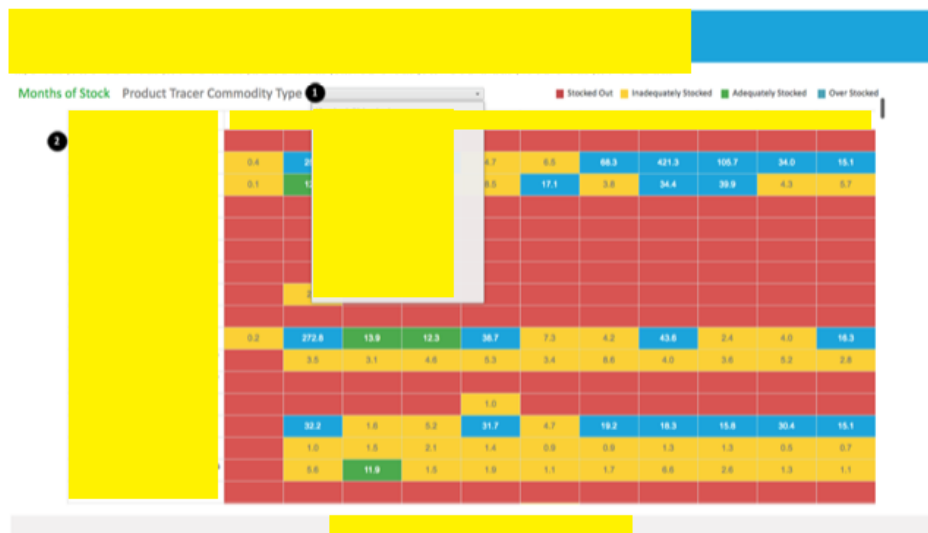 Months of Stock Product Tracer Commodity Type 1 Stocked Out Inadequately Stocked Adequately Stocked Over Stocked
2
0.4 4.7 6.5 68.3 421.3 105.7 34.0 15.1
0.1 17.1 3.8 34.4 39.9 4.3 5.7
0.2 272.8 13.9 12.3 36.7 7.3 4.2 43.6 2.4 4.0 16.3
3.5 3.1 4.6 5.3 3.4 8.6 4.0 3.6 5.2 2.8
1.0
32.2 1.6 5.2 31.7 4.7 19.2 18.3 15.8 30.4 15.1
1.0 1.5 2.1 1.4 0.9 0.9 1.3 1.3 0.5 0.7
5.6 11.9 1.5 1.9 1.1 1.7 6.6 2.6 1.3 1.1